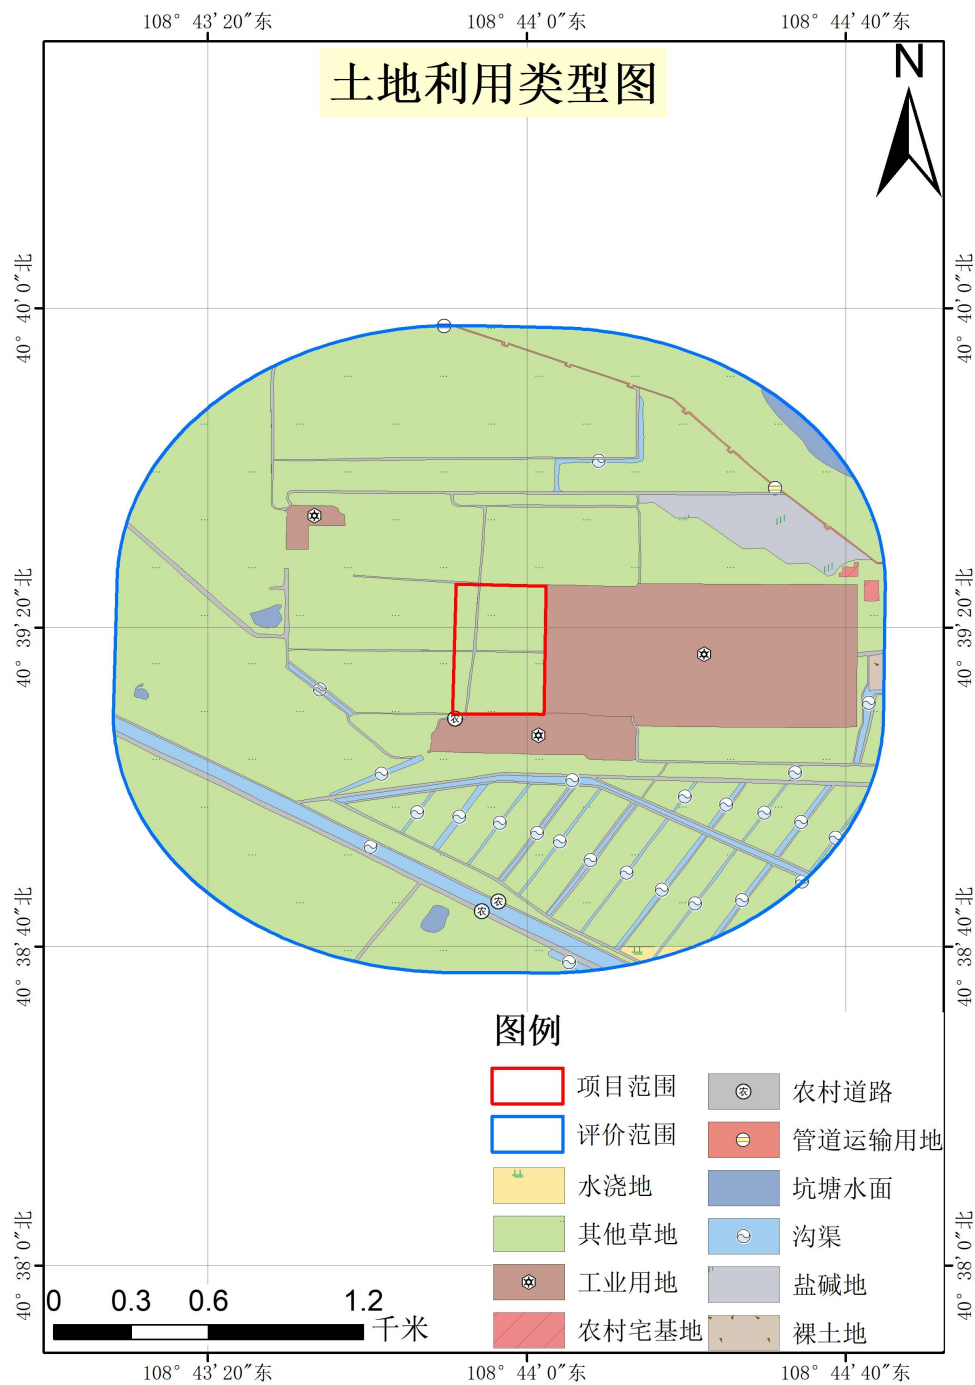 108° 43'20"东
108° 44'0"东
108° 44'40"东
土地利用类型图
N
40° 40'0"北
40° 40'0"北
40° 39'20"北
40° 39'20"北
农
农
农
40° 38'40"北
40° 38'40"北
图例
项目范围
农村道路
农
评价范围
管道运输用地
水浇地
坑塘水面
其他草地
沟渠
工业用地
盐碱地
农村宅基地
裸土地
40° 38'0"北
40° 38'0"北
0 0.3 0.6 1.2
千米
108° 43'20"东
108° 44'0"东
108° 44'40"东